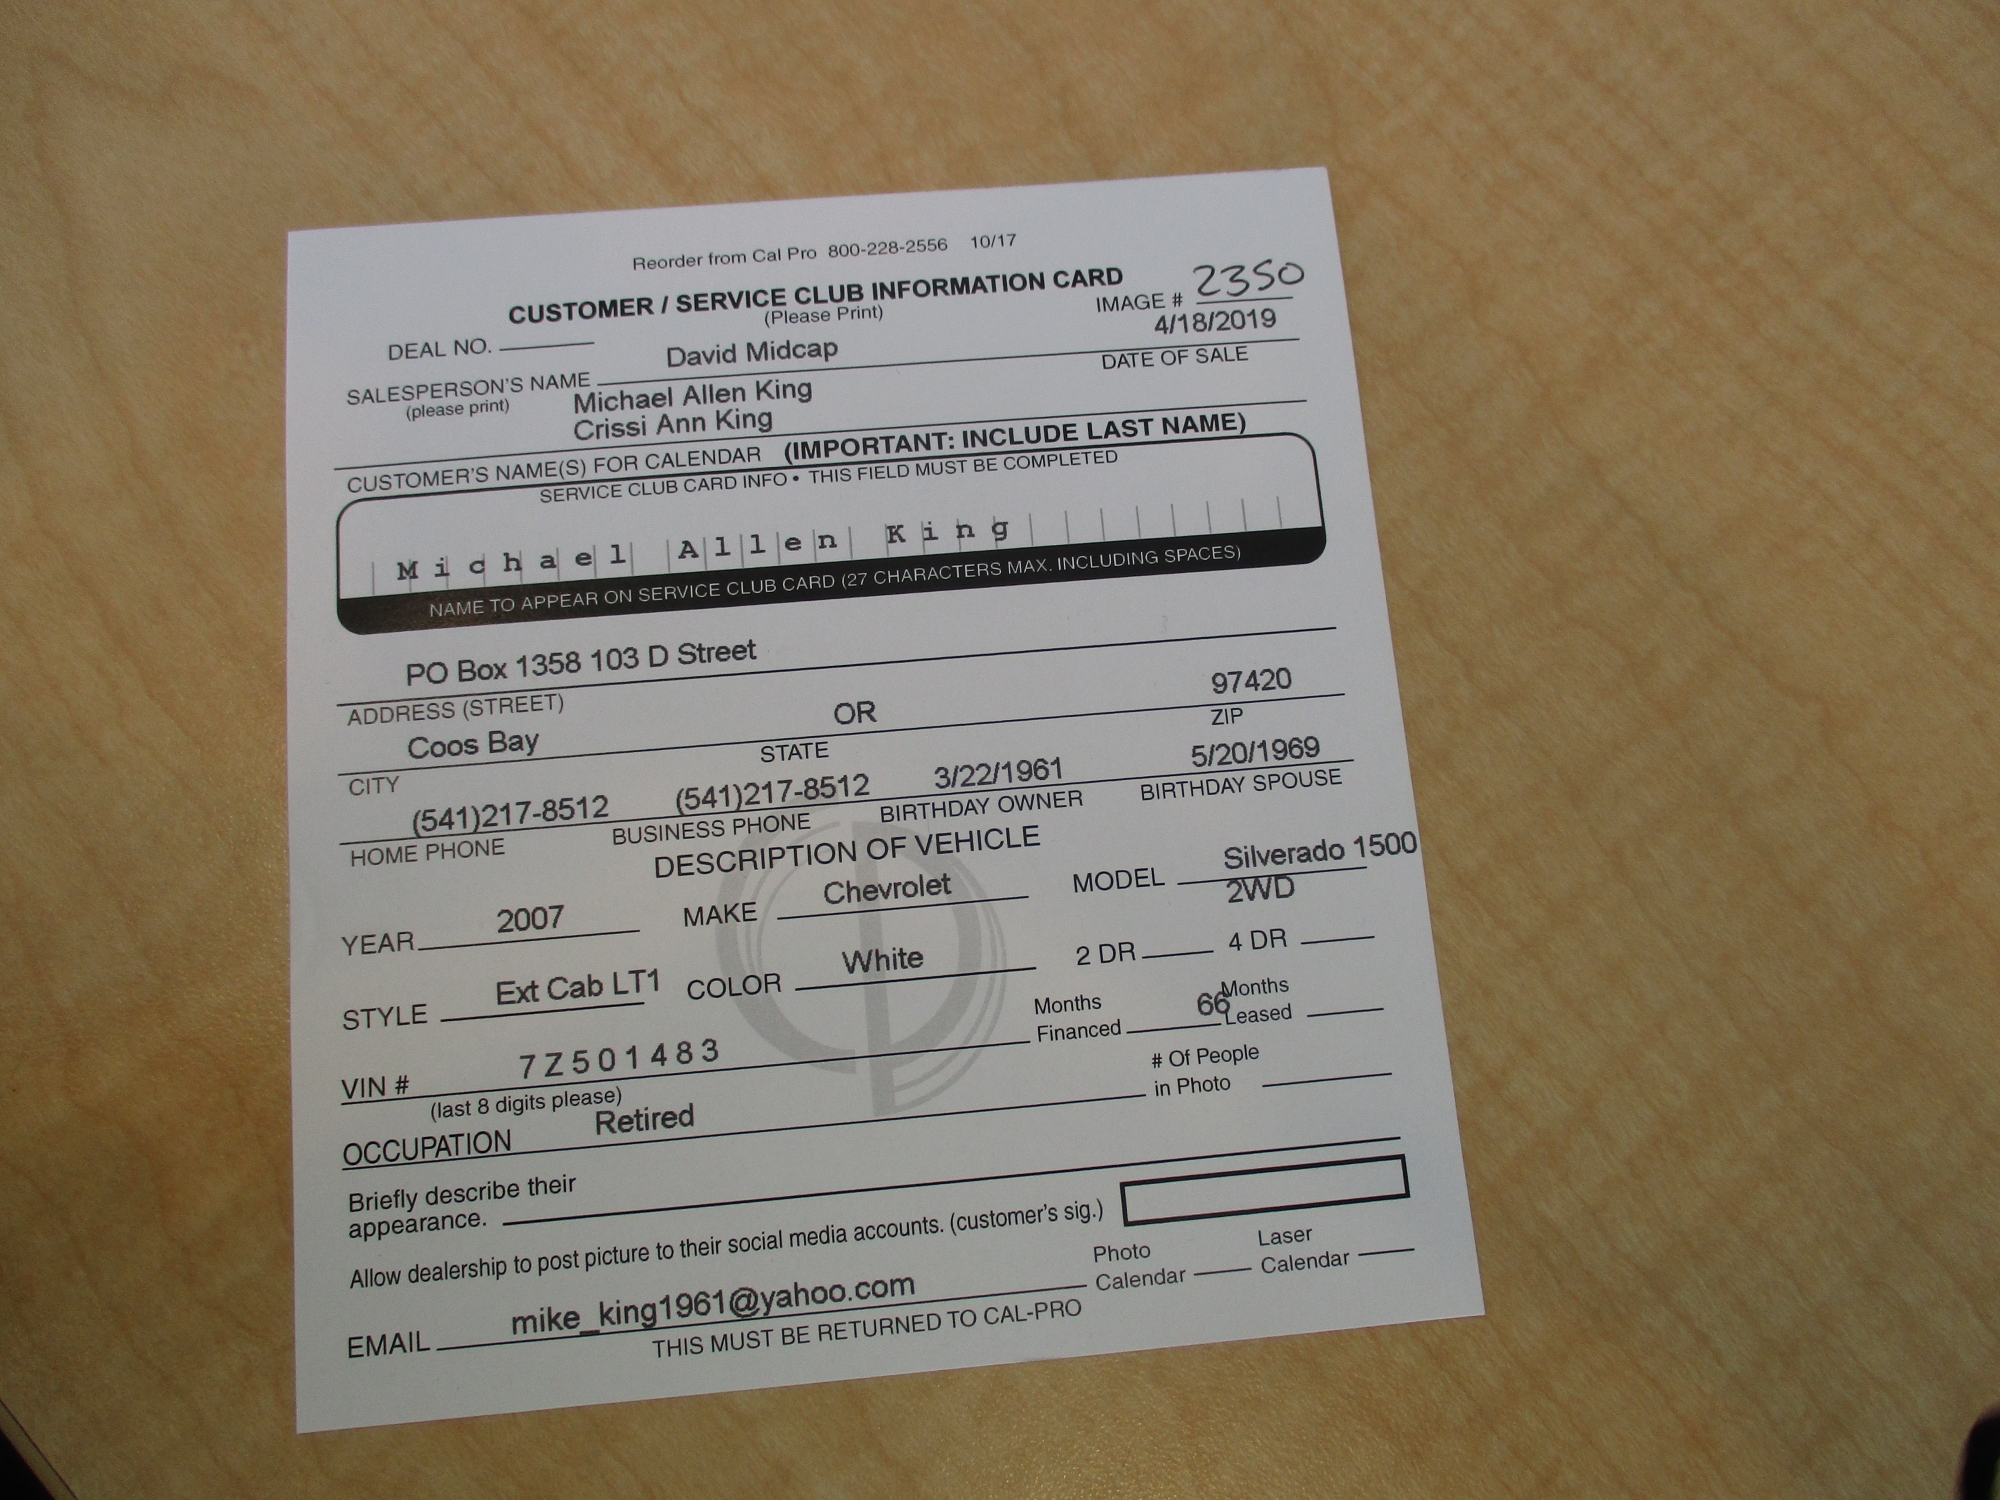 Reorder from Cal Pro 800-228-2556 10/17
CUSTOMER / SERVICE CLUB INFORMATION CARD
(Please Print)
IMAGE # 2350
DEAL NO.
4/18/2019
David Midcap
DATE OF SALE
SALESPERSON'S NAME
(please print)
Michael Allen King
Crissi Ann King
CUSTOMER'S NAME(S) FOR CALENDAR (IMPORTANT: INCLUDE LAST NAME)
SERVICE CLUB CARD INFO • THIS FIELD MUST BE COMPLETED
Michael Allen King
NAME TO APPEAR ON SERVICE CLUB CARD (27 CHARACTERS MAX. INCLUDING SPACES)
PO Box 1358 103 D Street
ADDRESS (STREET)
Coos Bay OR 97420
CITY STATE ZIP
(541)217-8512 (541)217-8512 3/22/1961 5/20/1969
HOME PHONE BUSINESS PHONE BIRTHDAY OWNER BIRTHDAY SPOUSE
DESCRIPTION OF VEHICLE
YEAR 2007 MAKE Chevrolet MODEL Silverado 1500
2WD
STYLE Ext Cab LT1 COLOR White 2 DR 4 DR
VIN # 7Z501483 Months Financed 66 Months Leased
(last 8 digits please)
# Of People
in Photo
OCCUPATION Retired
Briefly describe their
appearance.
Allow dealership to post picture to their social media accounts. (customer's sig.)
EMAIL mike_king1961@yahoo.com Photo Calendar Laser Calendar
THIS MUST BE RETURNED TO CAL-PRO